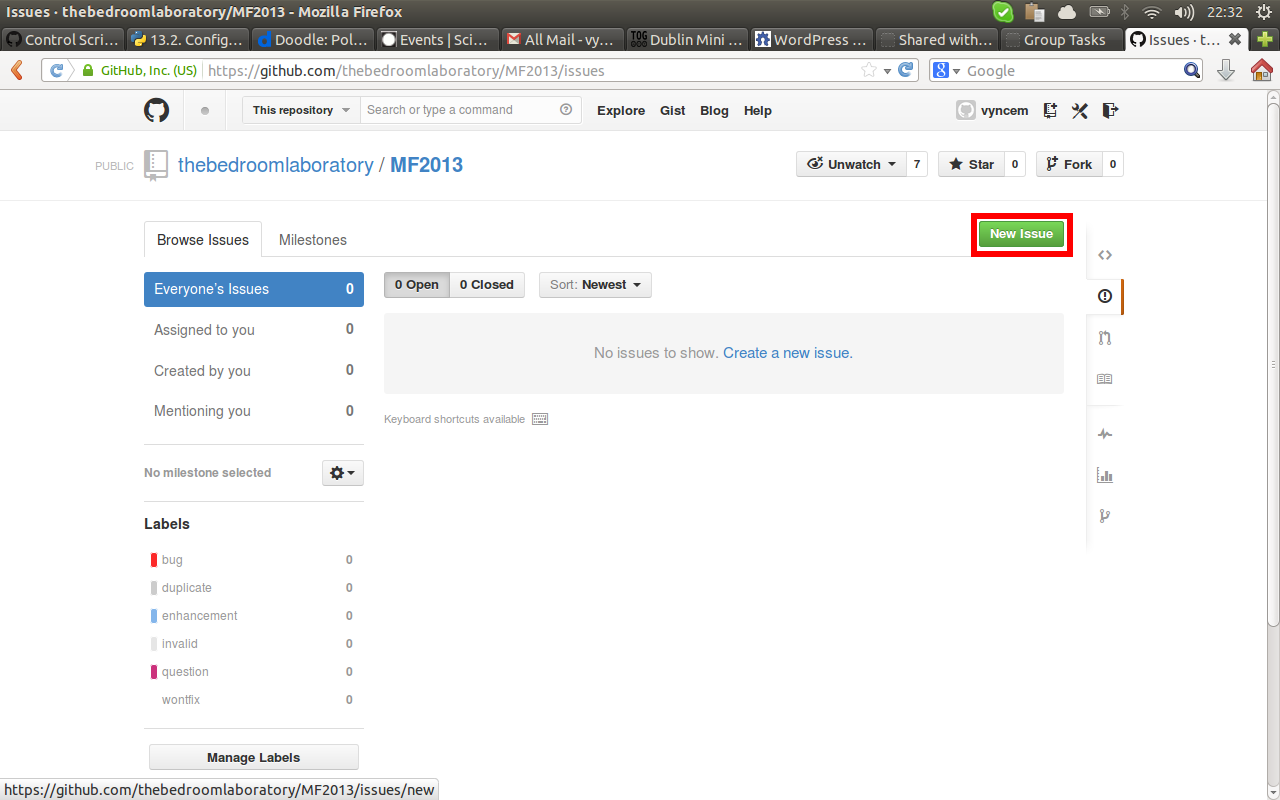 Issues · thebedroomlaboratory/MF2013 - Mozilla Firefox
22:32
Control Scri...
13.2. Config...
Doodle: Pol...
Events | Sci...
All Mail - vy...
TOG
Dublin Mini ...
WordPress ...
Shared with...
Group Tasks
Issues · t...
GitHub, Inc. (US)
https://github.com/thebedroomlaboratory/MF2013/issues
Google
This repository
Search or type a command
Explore
Gist
Blog
Help
vyncem
PUBLIC
thebedroomlaboratory / MF2013
Unwatch 7
Star 0
Fork 0
Browse Issues
Milestones
New Issue
Everyone's Issues 0
0 Open
0 Closed
Sort: Newest
Assigned to you 0
No issues to show. Create a new issue.
Created by you 0
Mentioning you 0
Keyboard shortcuts available
No milestone selected
Labels
bug 0
duplicate 0
enhancement 0
invalid 0
question 0
wontfix 0
Manage Labels
https://github.com/thebedroomlaboratory/MF2013/issues/new